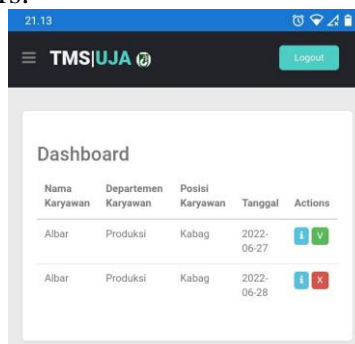 rs.
21.13
TMS|UJA
Logout
Dashboard
Nama Karyawan Departemen Karyawan Posisi Karyawan Tanggal Actions
Albar Produksi Kabag 2022-06-27 i V
Albar Produksi Kabag 2022-06-28 i X